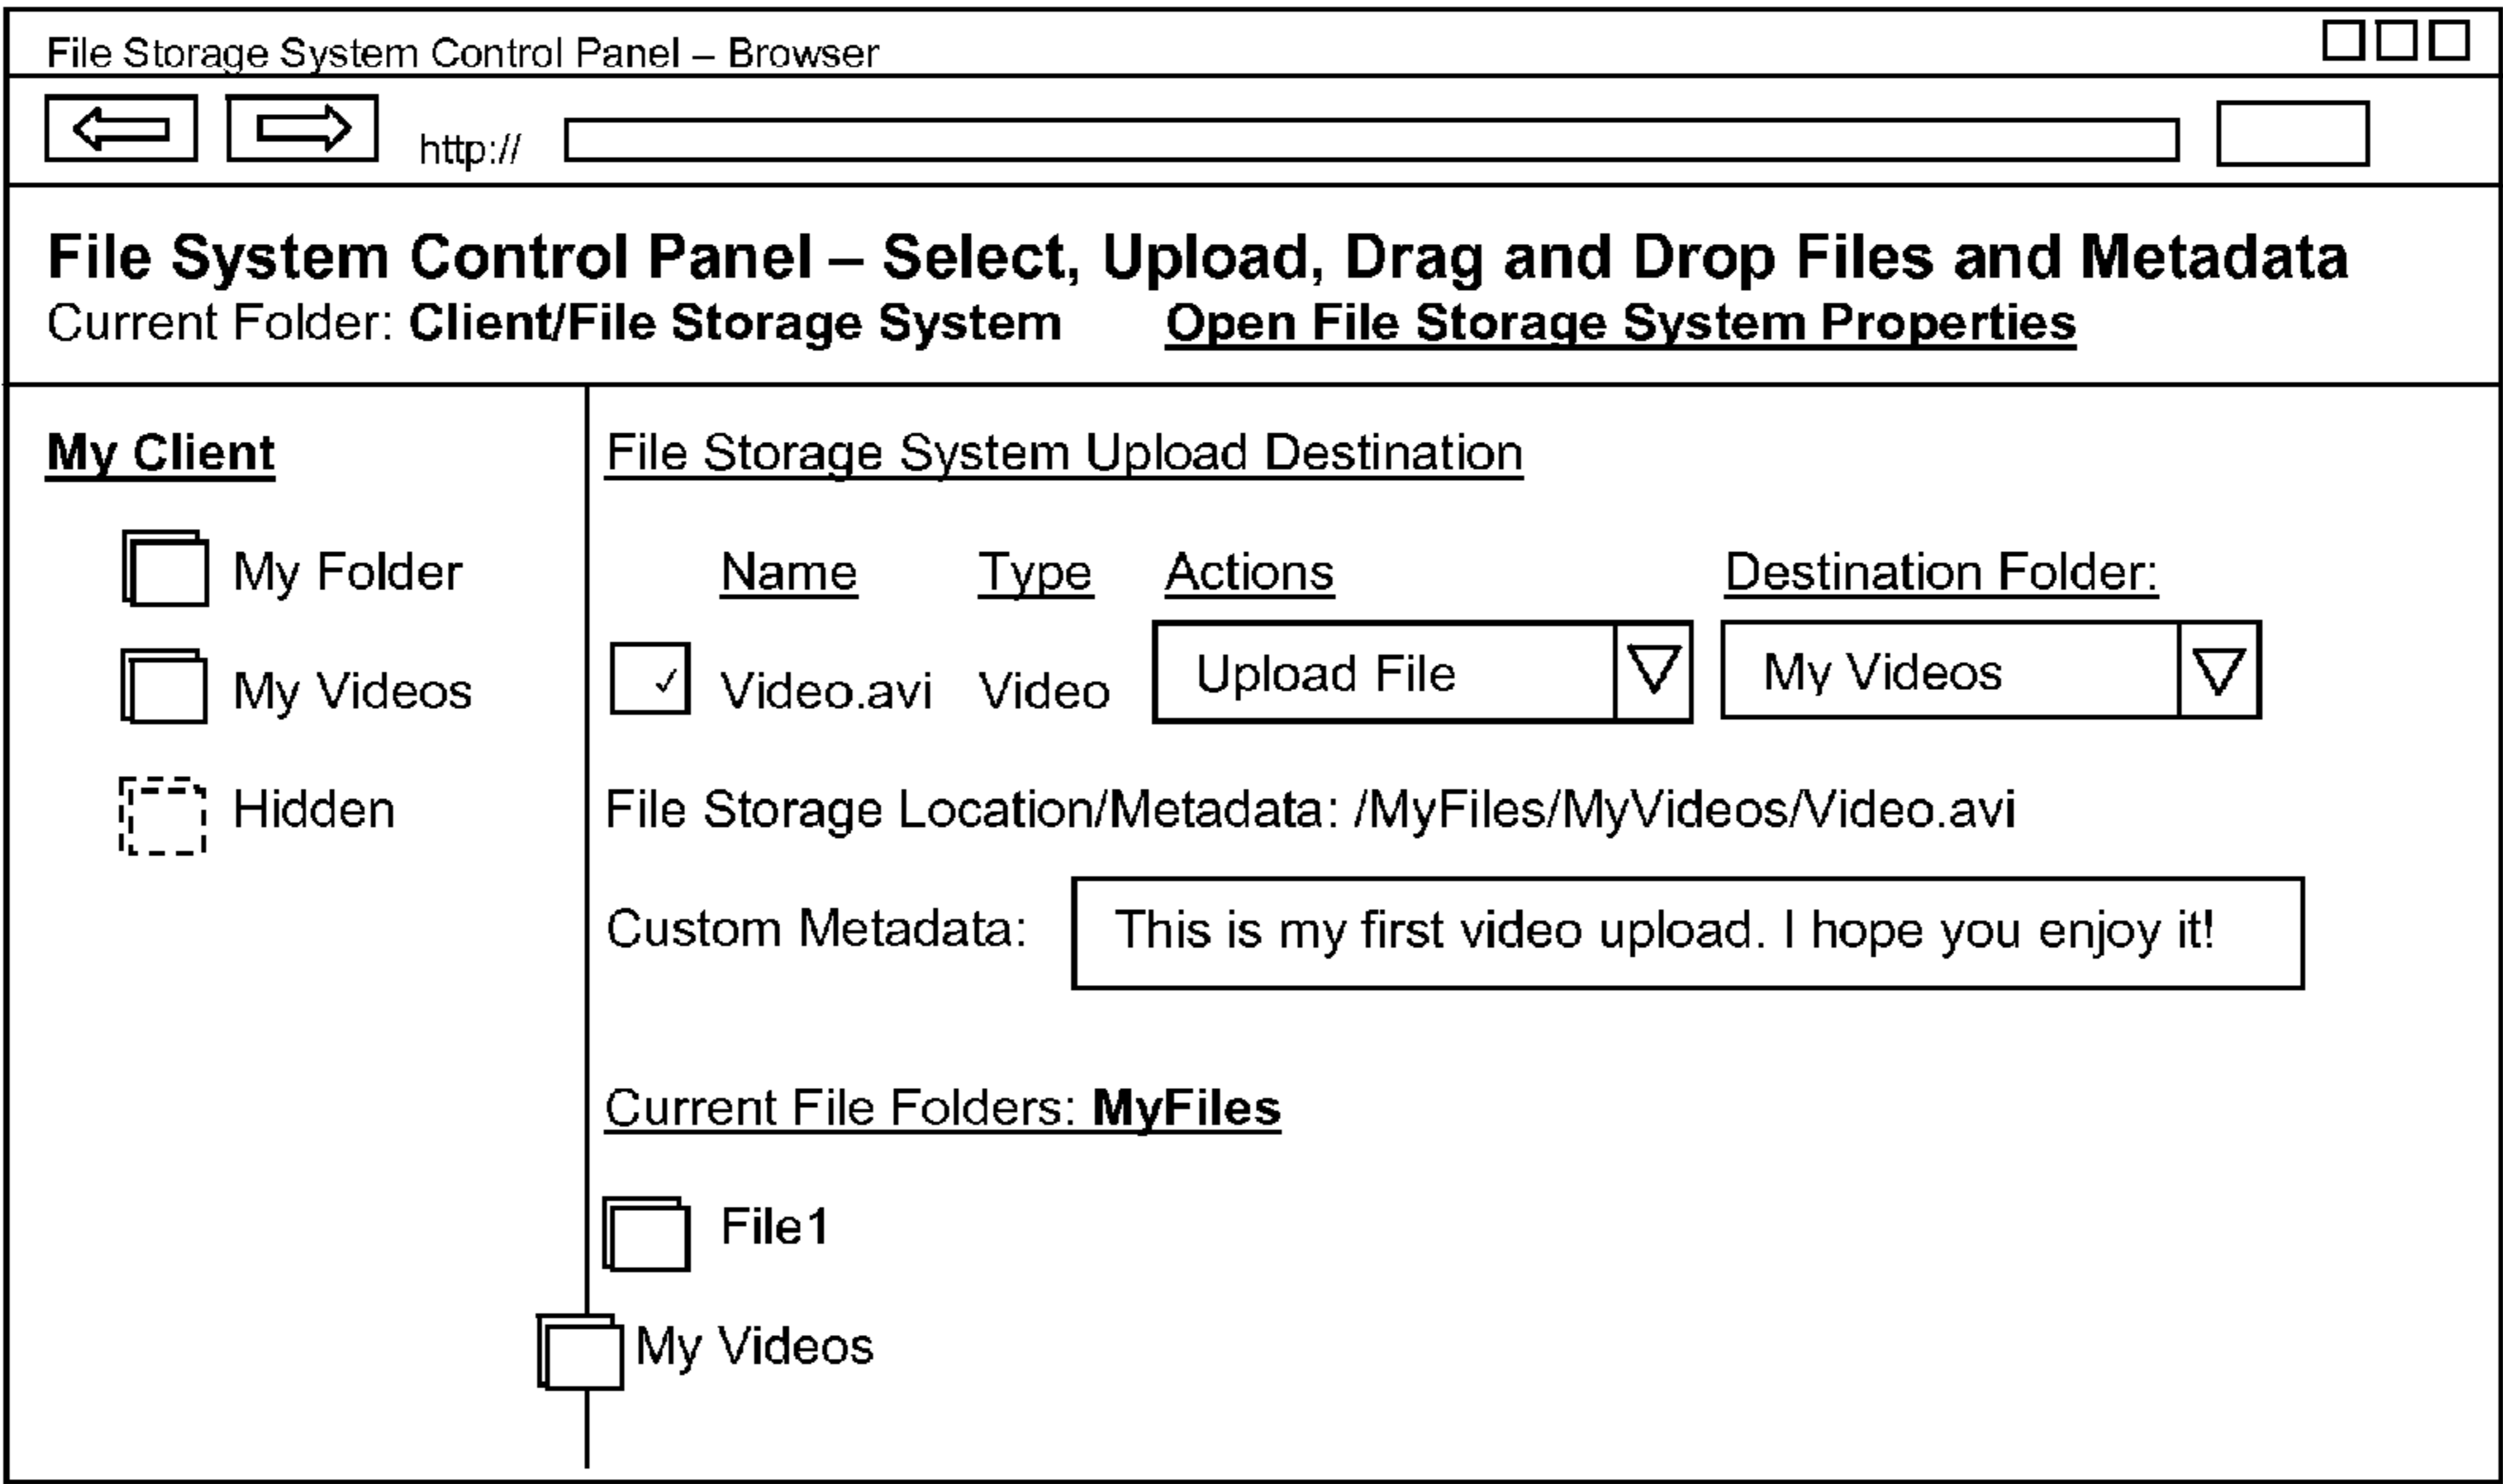 File Storage System Control Panel – Browser
http://
File System Control Panel – Select, Upload, Drag and Drop Files and Metadata
Current Folder: Client/File Storage System Open File Storage System Properties
My Client
My Folder
My Videos
Hidden
File Storage System Upload Destination
Name Type Actions Destination Folder:
Video.avi Video Upload File My Videos
File Storage Location/Metadata: /MyFiles/MyVideos/Video.avi
Custom Metadata: This is my first video upload. I hope you enjoy it!
Current File Folders: MyFiles
File1
My Videos